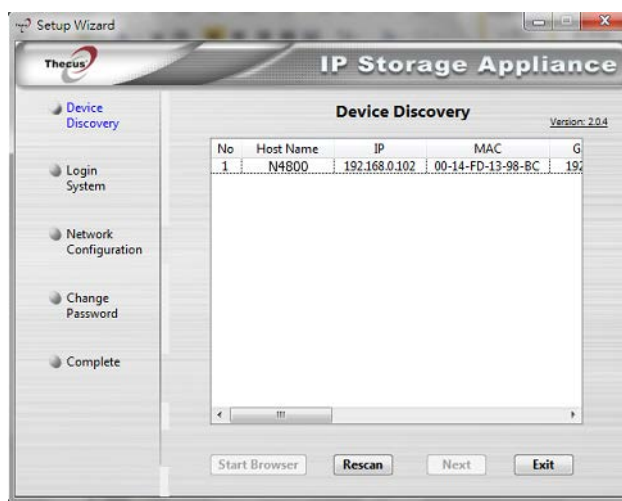 Setup Wizard
Thecus
IP Storage Appliance
Device Discovery
Login System
Network Configuration
Change Password
Complete
Device Discovery
Version: 2.0.4
No Host Name IP MAC G
1 N4800 192.168.0.102 00-14-FD-13-98-BC 192
Start Browser Rescan Next Exit